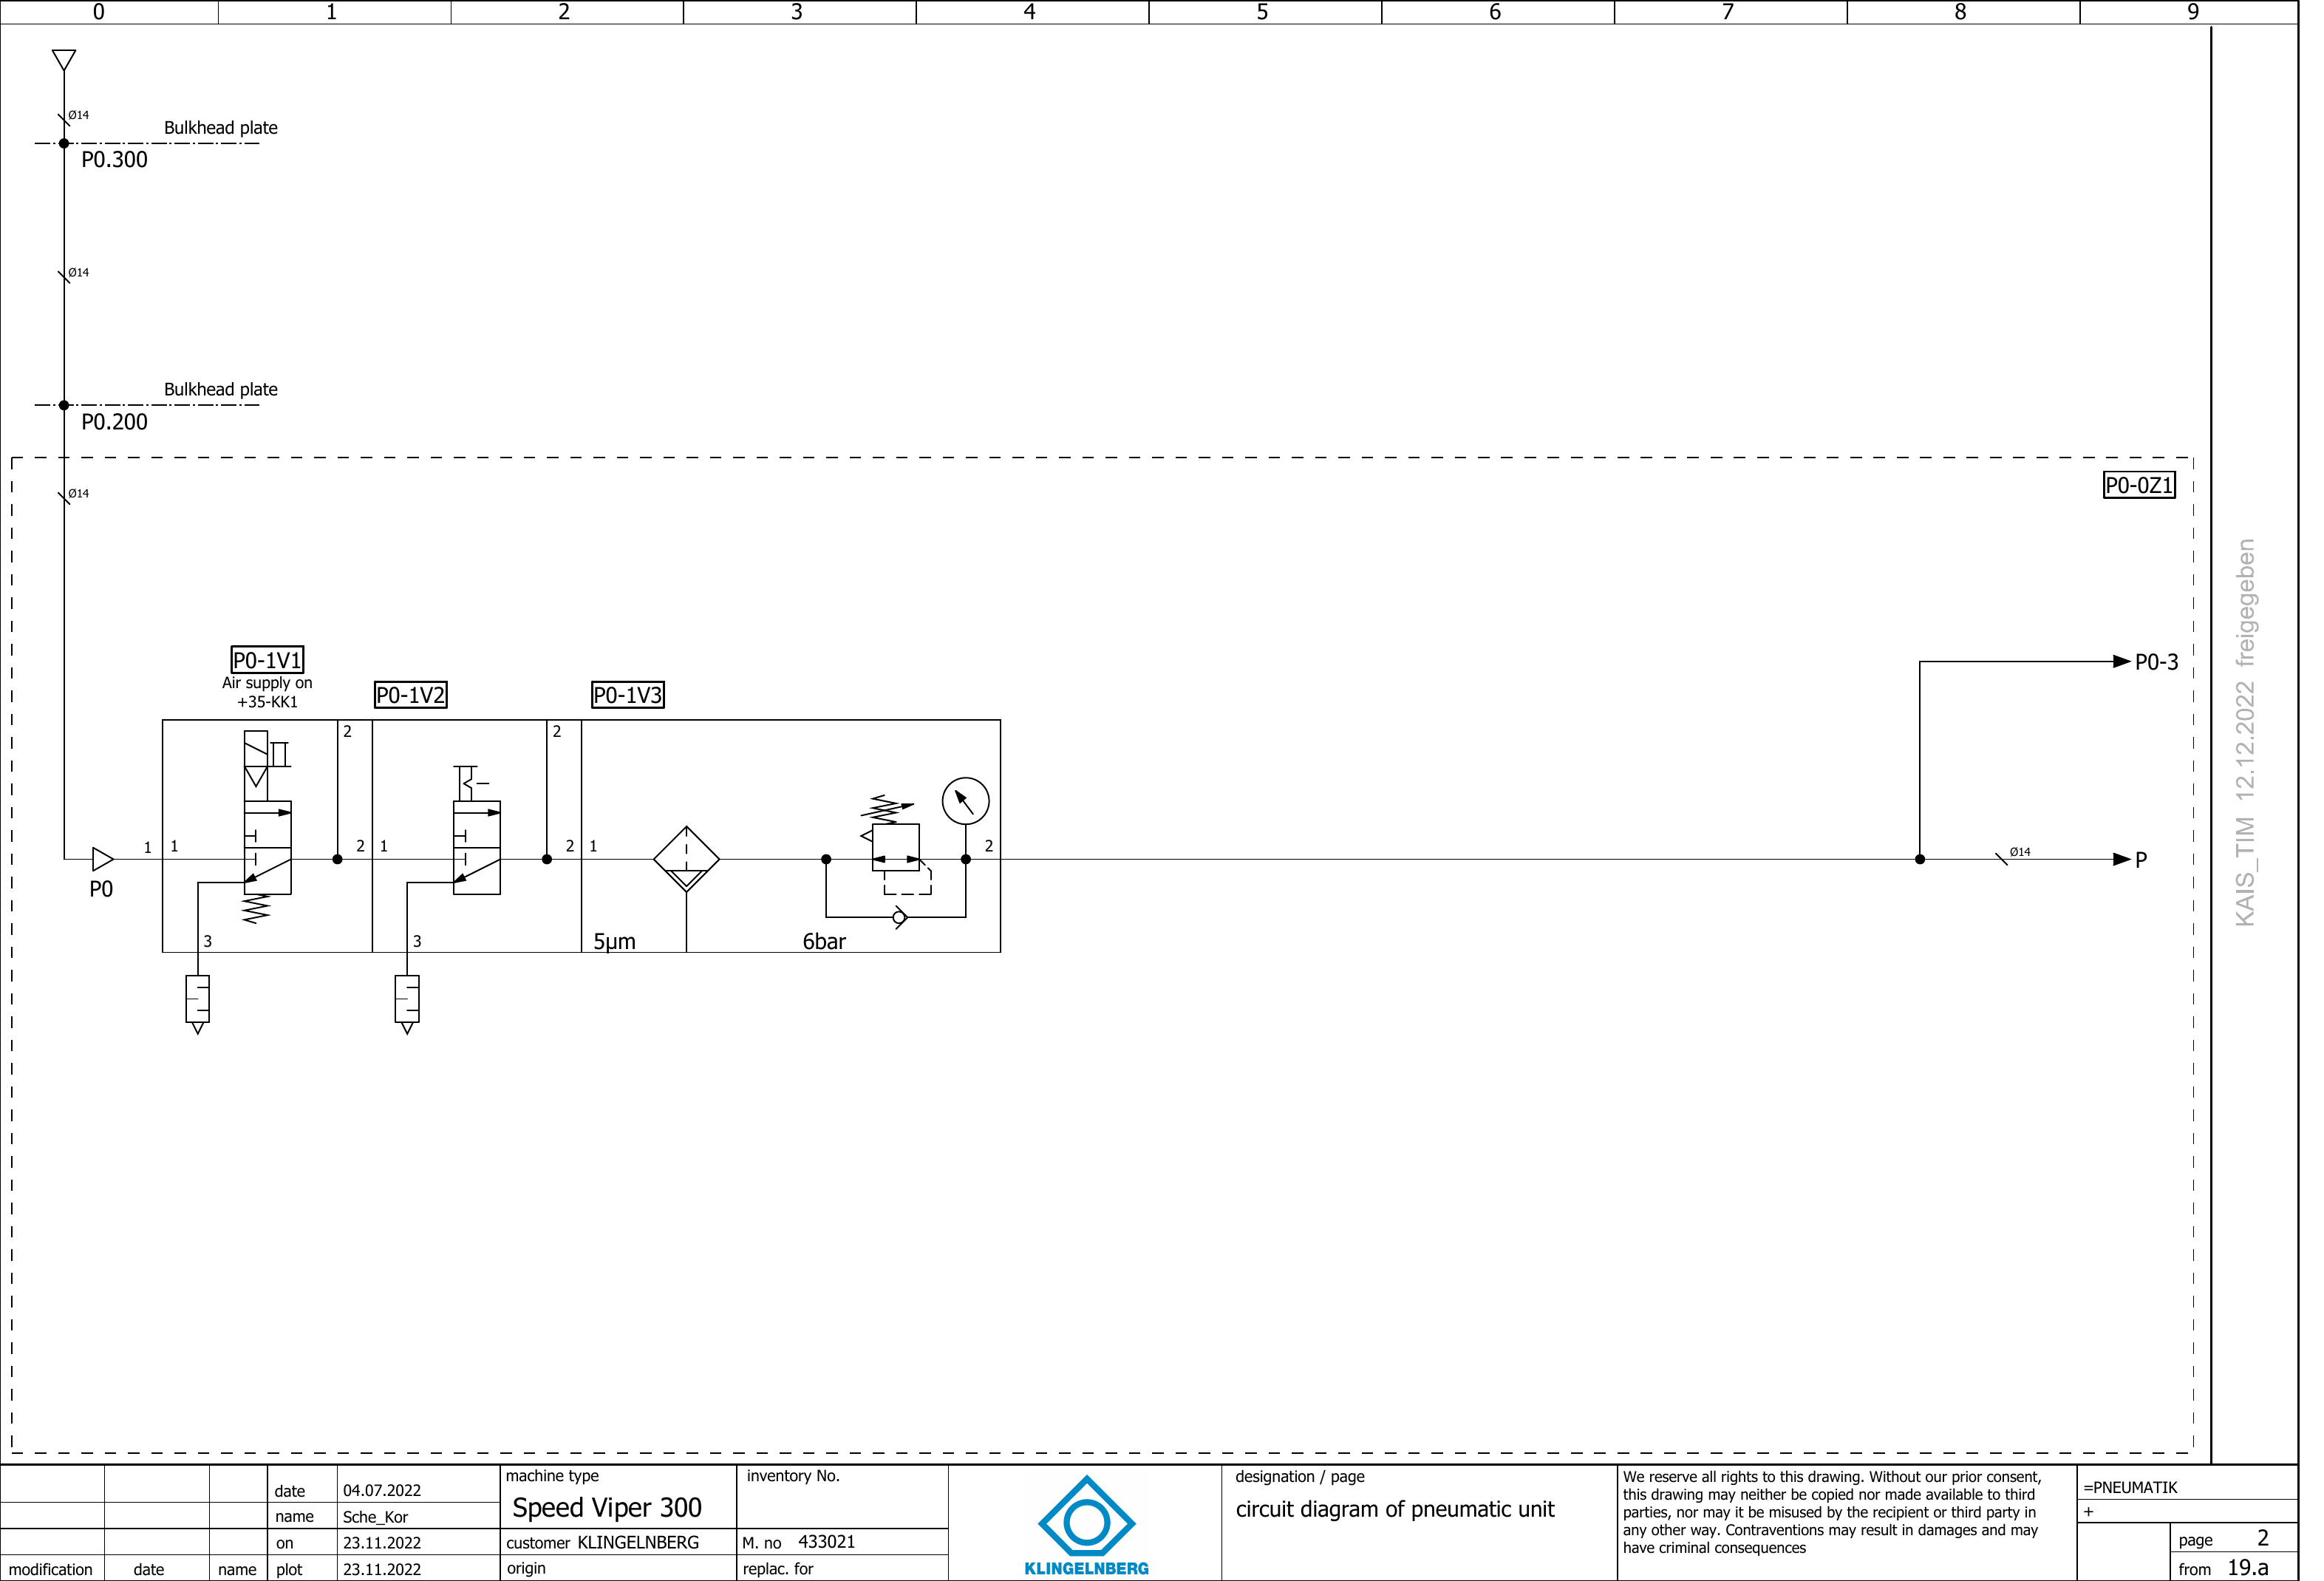 0 1 2 3 4 5 6 7 8 9
Ø14
Bulkhead plate
P0.300
Ø14
Bulkhead plate
P0.200
Ø14
P0-0Z1
P0-1V1
Air supply on
+35-KK1
P0-1V2
P0-1V3
P0-3
2
2
1
1
2
1
2
1
2
Ø14
P
P0
3
3
5µm
6bar
KAIS_TIM 12.12.2022 freigegeben
date 04.07.2022
name Sche_Kor
on 23.11.2022
modification date name plot 23.11.2022
machine type
Speed Viper 300
customer KLINGELNBERG
origin
inventory No.
M. no 433021
replac. for
KLINGELNBERG
designation / page
circuit diagram of pneumatic unit
We reserve all rights to this drawing. Without our prior consent,
this drawing may neither be copied nor made available to third
parties, nor may it be misused by the recipient or third party in
any other way. Contraventions may result in damages and may
have criminal consequences
=PNEUMATIK
+
page 2
from 19.a